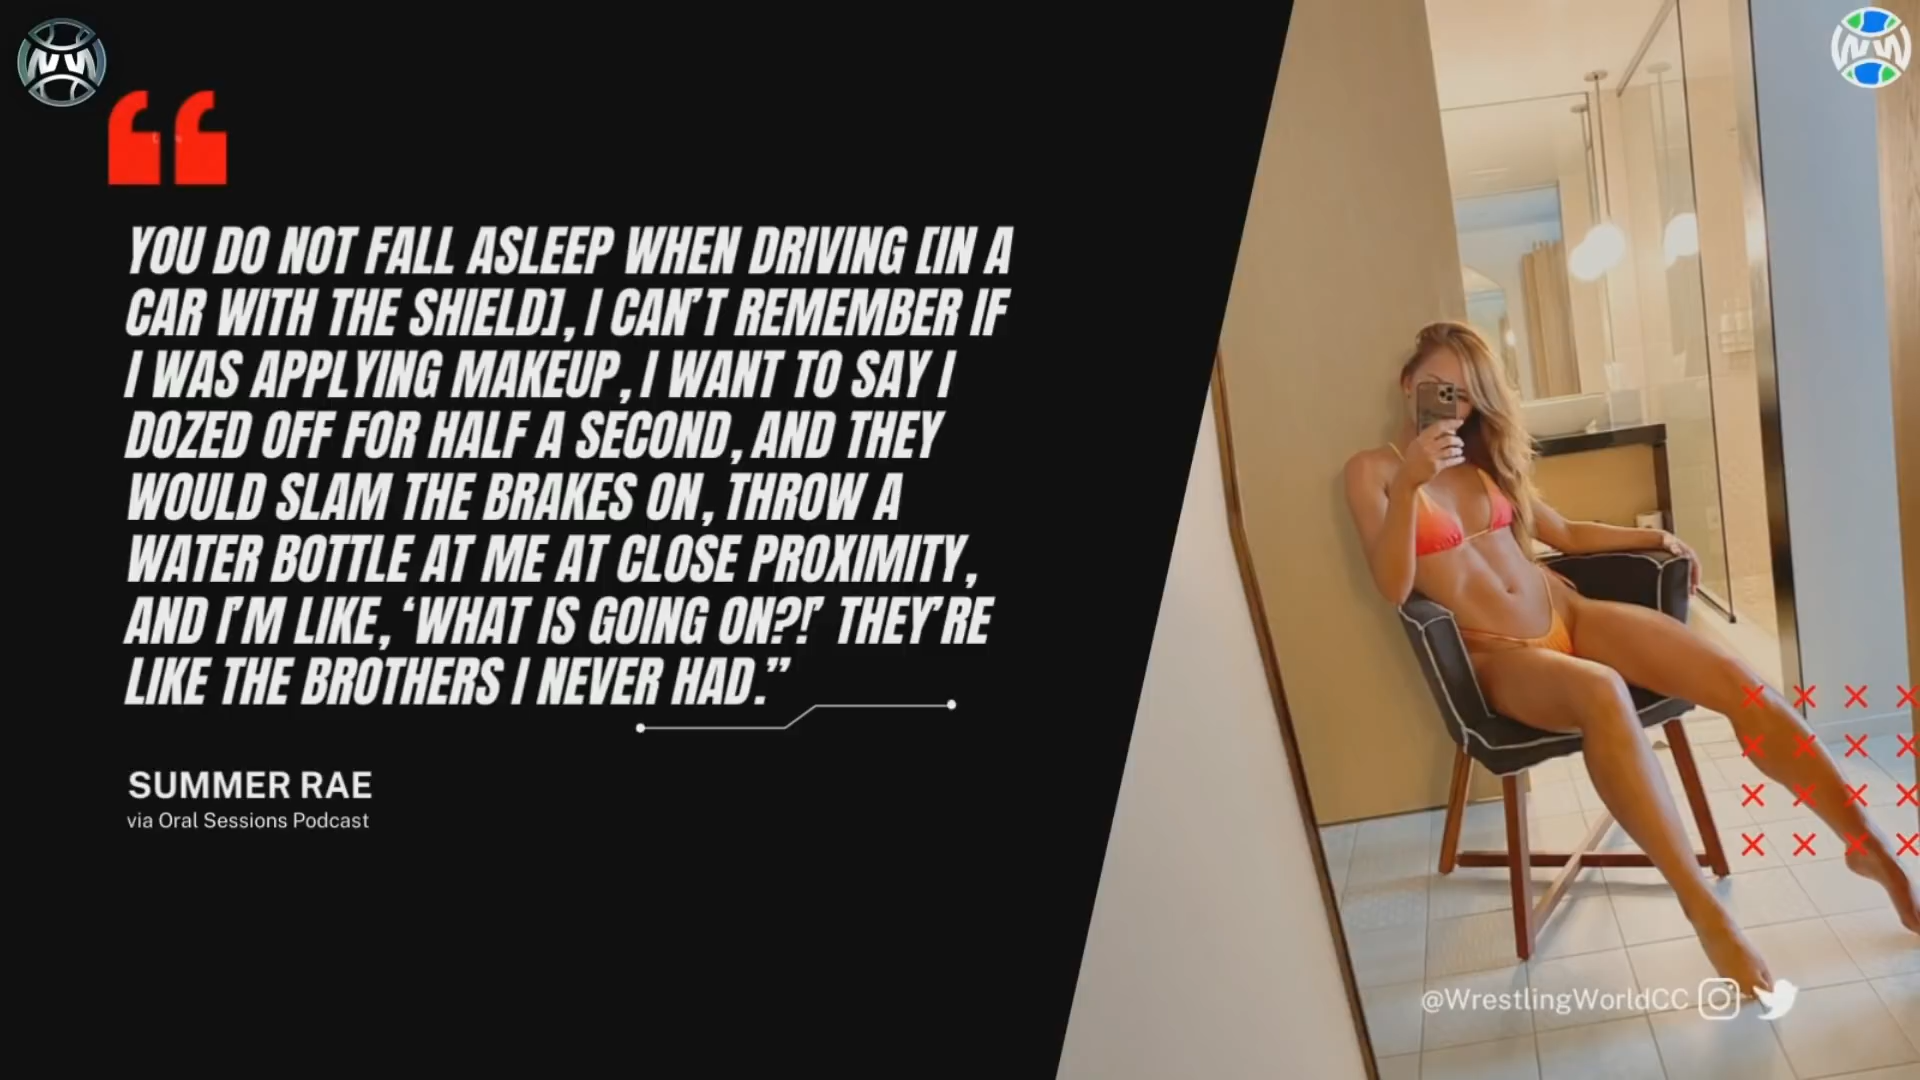 YOU DO NOT FALL ASLEEP WHEN DRIVING [IN A
CAR WITH THE SHIELD], I CAN'T REMEMBER IF
I WAS APPLYING MAKEUP, I WANT TO SAY I
DOZED OFF FOR HALF A SECOND, AND THEY
WOULD SLAM THE BRAKES ON, THROW A
WATER BOTTLE AT ME AT CLOSE PROXIMITY,
AND I'M LIKE, ‘WHAT IS GOING ON?!' THEY'RE
LIKE THE BROTHERS I NEVER HAD.”
SUMMER RAE
via Oral Sessions Podcast
@WrestlingWorldCC